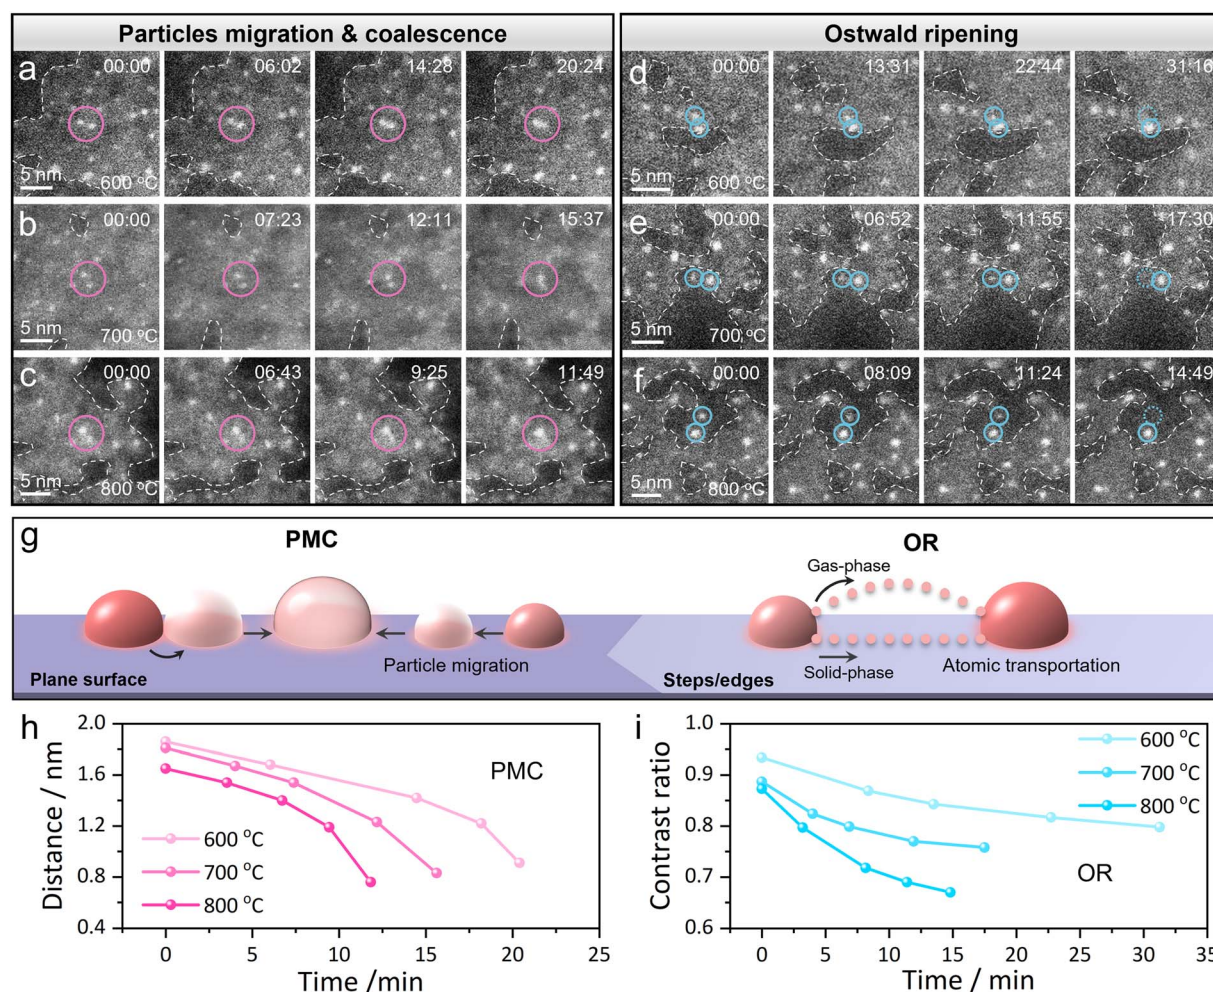 Particles migration & coalescence
Ostwald ripening
a 00:00 06:02 14:28 20:24
5 nm 600 °C
d 00:00 13:31 22:44 31:16
5 nm 600 °C
b 00:00 07:23 12:11 15:37
5 nm 700 °C
e 00:00 06:52 11:55 17:30
5 nm 700 °C
c 00:00 06:43 9:25 11:49
5 nm 800 °C
f 00:00 08:09 11:24 14:49
5 nm 800 °C
g
PMC
OR
Gas-phase
Particle migration
Solid-phase
Atomic transportation
Plane surface
Steps/edges
h
2.0
1.6
1.2
0.8
0.4
Distance / nm
PMC
600 °C
700 °C
800 °C
0 5 10 15 20 25
Time /min
i
1.0
0.9
0.8
0.7
0.6
Contrast ratio
600 °C
700 °C
800 °C
OR
0 5 10 15 20 25 30 35
Time / min